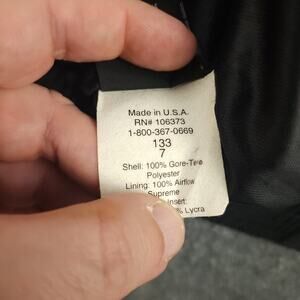 Made in U.S.A.
RN# 106373
1-800-367-0669
133
7
Shell: 100% Gore-Tex
Polyester
Lining: 100% Airflow
Supreme
Insert:
% Lycra